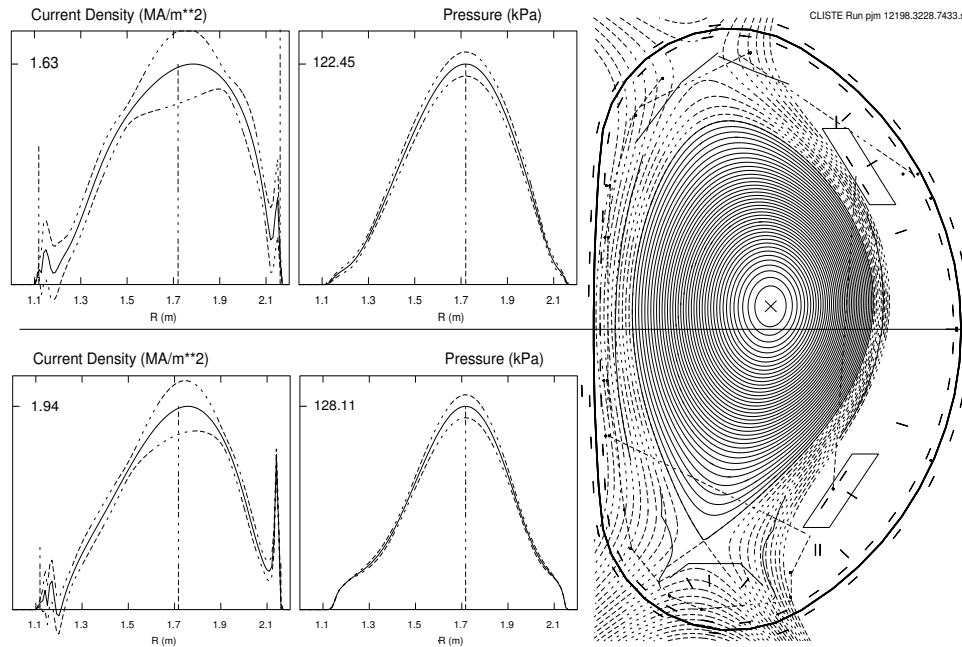 Current Density (MA/m**2)
1.63
1.1 1.3 1.5 1.7 1.9 2.1
R (m)
Pressure (kPa)
122.45
1.1 1.3 1.5 1.7 1.9 2.1
R (m)
CLISTE Run pjm 12198.3228.7433.s
Current Density (MA/m**2)
1.94
1.1 1.3 1.5 1.7 1.9 2.1
R (m)
Pressure (kPa)
128.11
1.1 1.3 1.5 1.7 1.9 2.1
R (m)
I
II